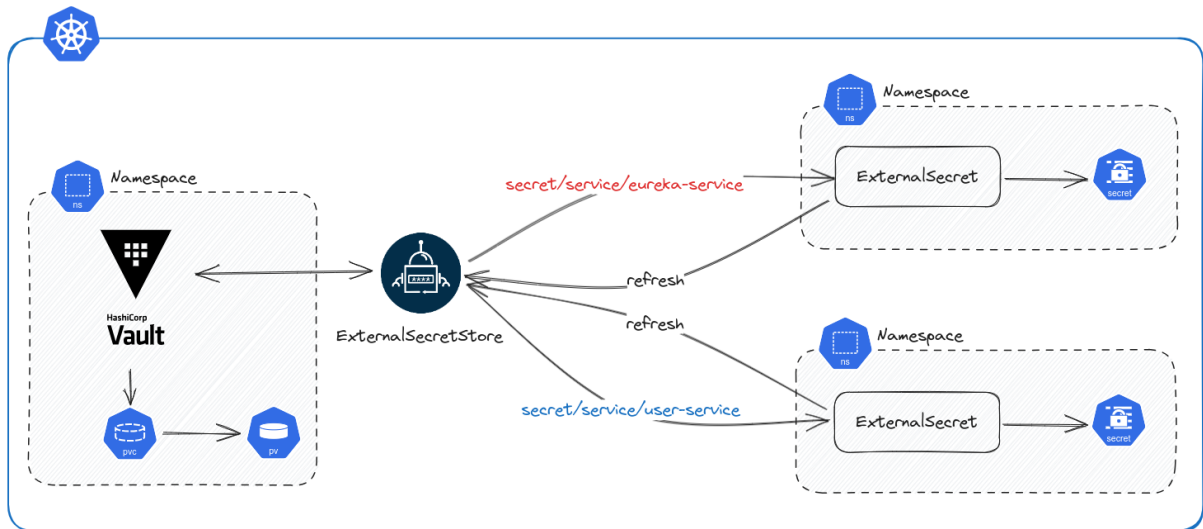 Namespace
ns
HashiCorp
Vault
pvc
pv
****
ExternalSecretStore
secret/service/eureka-service
refresh
refresh
secret/service/user-service
Namespace
ns
ExternalSecret
secret
Namespace
ns
ExternalSecret
secret